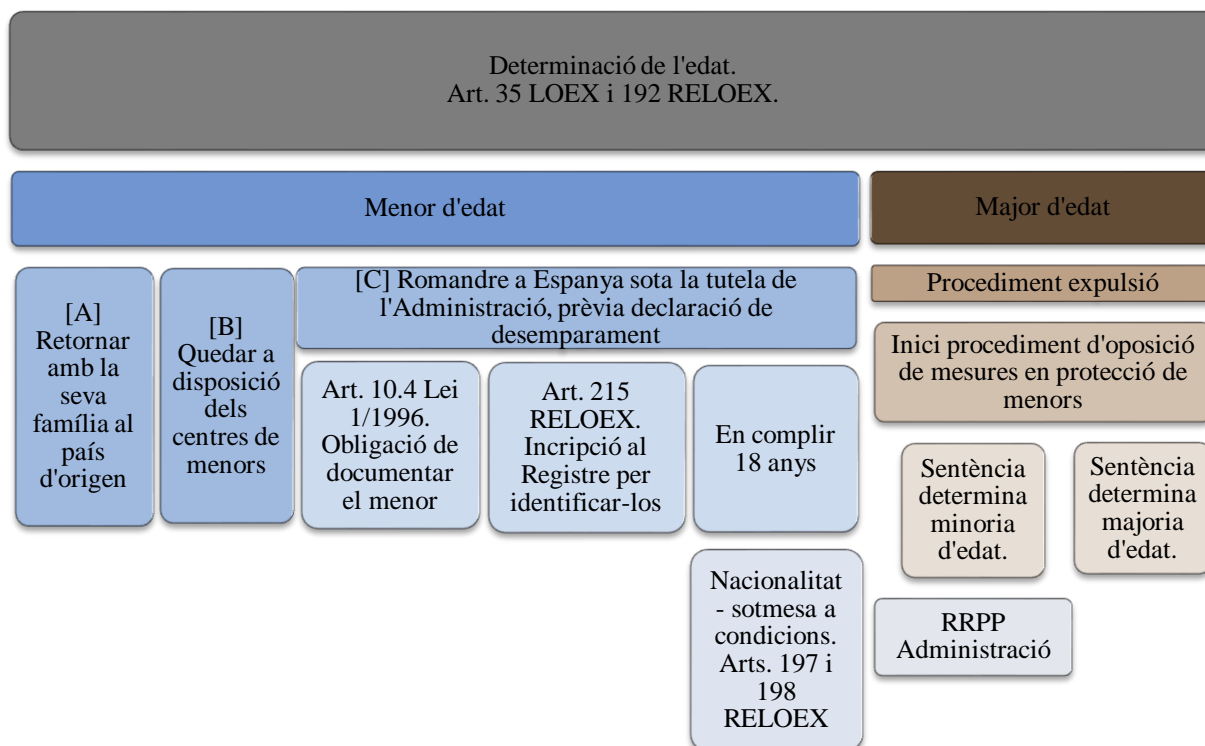 Determinació de l'edat.
Art. 35 LOEX i 192 RELOEX.
Menor d'edat
Major d'edat
[A]
Retornar
amb la
seva
família al
país
d'origen
[B]
Quedar a
disposició
dels
centres de
menors
[C] Romandre a Espanya sota la tutela de
l'Administració, prèvia declaració de
desemparament
Art. 10.4 Lei
1/1996.
Obligació de
documentar
el menor
Art. 215
RELOEX.
Incripció al
Registre per
identificar-los
En complir
18 anys
Nacionalitat
- sotmesa a
condicions.
Arts. 197 i
198
RELOEX
Procediment expulsió
Inici procediment d'oposició
de mesures en protecció de
menors
Sentència
determina
minoria
d'edat.
Sentència
determina
majoria
d'edat.
RRPP
Administració